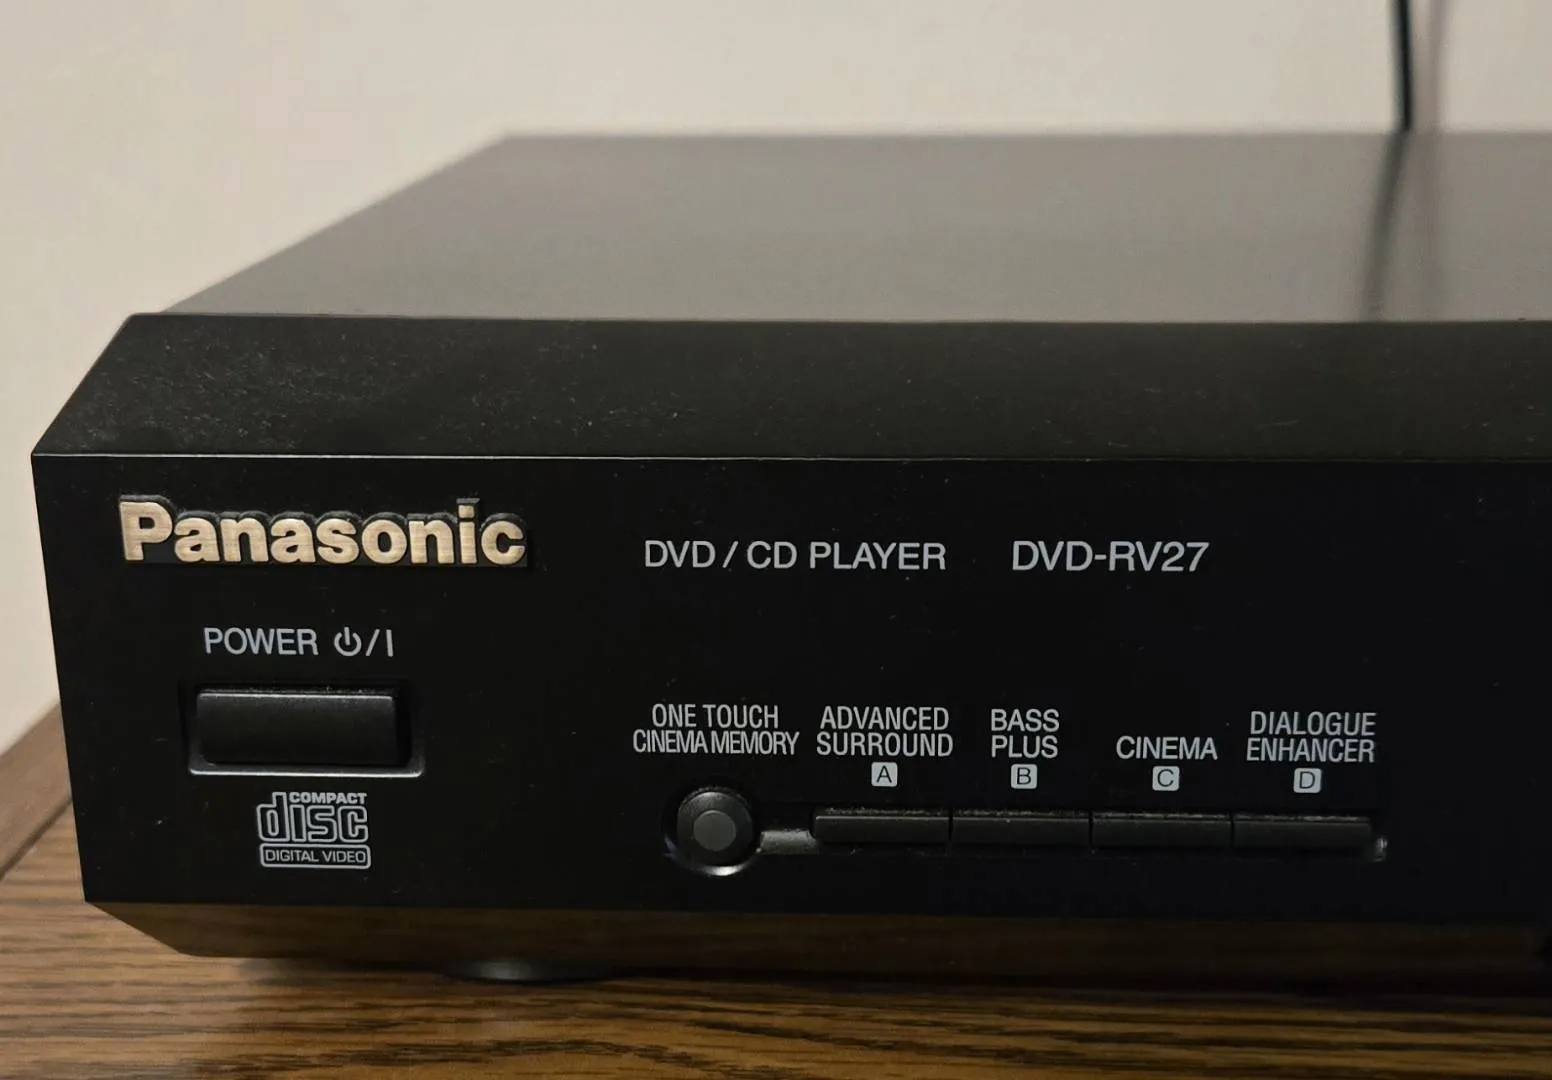 Panasonic
DVD / CD PLAYER DVD-RV27
POWER ⏻/I
ONE TOUCH
CINEMA MEMORY
ADVANCED
SURROUND
A
BASS
PLUS
B
CINEMA
C
DIALOGUE
ENHANCER
D
COMPACT
disc
DIGITAL VIDEO